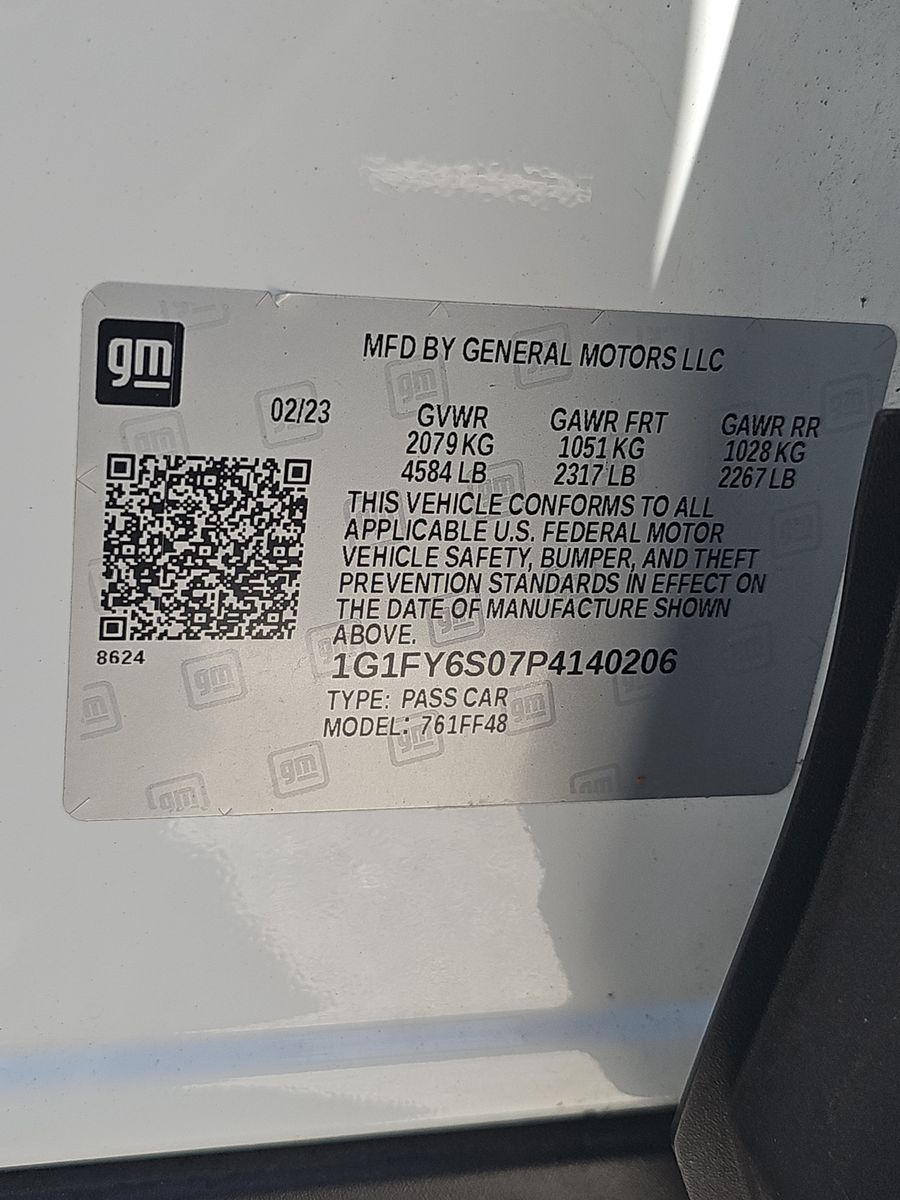 gm
MFD BY GENERAL MOTORS LLC
02/23 GVWR GAWR FRT GAWR RR
2079 KG 1051 KG 1028 KG
4584 LB 2317 LB 2267 LB
THIS VEHICLE CONFORMS TO ALL
APPLICABLE U.S. FEDERAL MOTOR
VEHICLE SAFETY, BUMPER, AND THEFT
PREVENTION STANDARDS IN EFFECT ON
THE DATE OF MANUFACTURE SHOWN
ABOVE.
8624
1G1FY6S07P4140206
TYPE: PASS CAR
MODEL: 761FF48